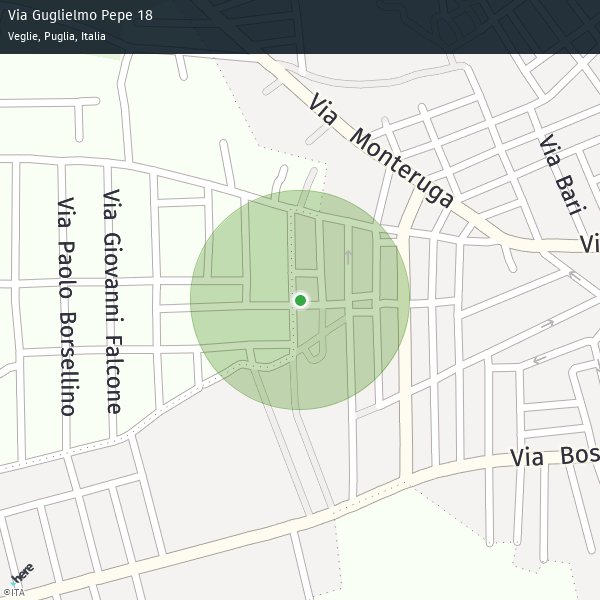 Via Guglielmo Pepe 18
Veglie, Puglia, Italia
Via Monteruga
Via Bari
Vi
Via Giovanni Falcone
Via Paolo Borsellino
Via Bos
here
©ITA